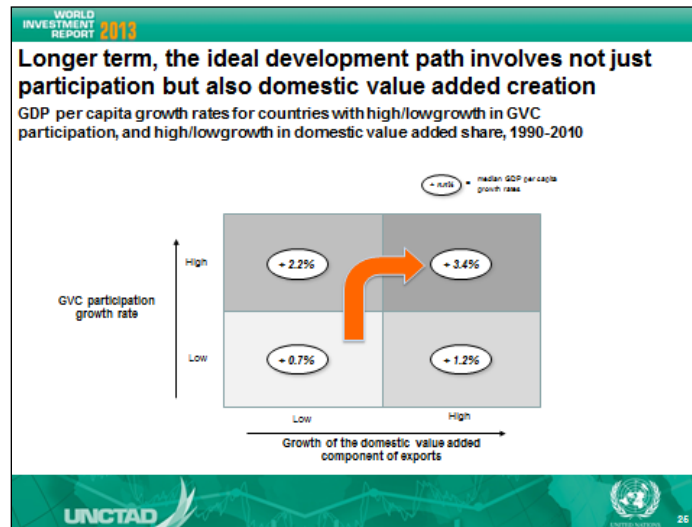 WORLD
INVESTMENT
REPORT 2013
Longer term, the ideal development path involves not just
participation but also domestic value added creation
GDP per capita growth rates for countries with high/lowgrowth in GVC
participation, and high/lowgrowth in domestic value added share, 1990-2010
+ n.n% = median GDP per capita
growth rates
High
+ 2.2%
+ 3.4%
GVC participation
growth rate
Low
+ 0.7%
+ 1.2%
Low
High
Growth of the domestic value added
component of exports
UNCTAD
UNITED NATIONS
25